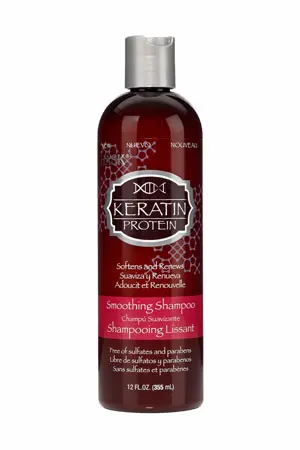 NUEVO NOUVEAU
KERATIN
PROTEIN
Softens and Renews
Suaviza y Renueva
Adoucit et Renouvelle
Smoothing Shampoo
Champú Suavizante
Shampooing Lissant
Free of sulfates and parabens
Libre de sulfatos y parabenos
Sans sulfates et parabéries
12 FL.OZ. (355 mL)